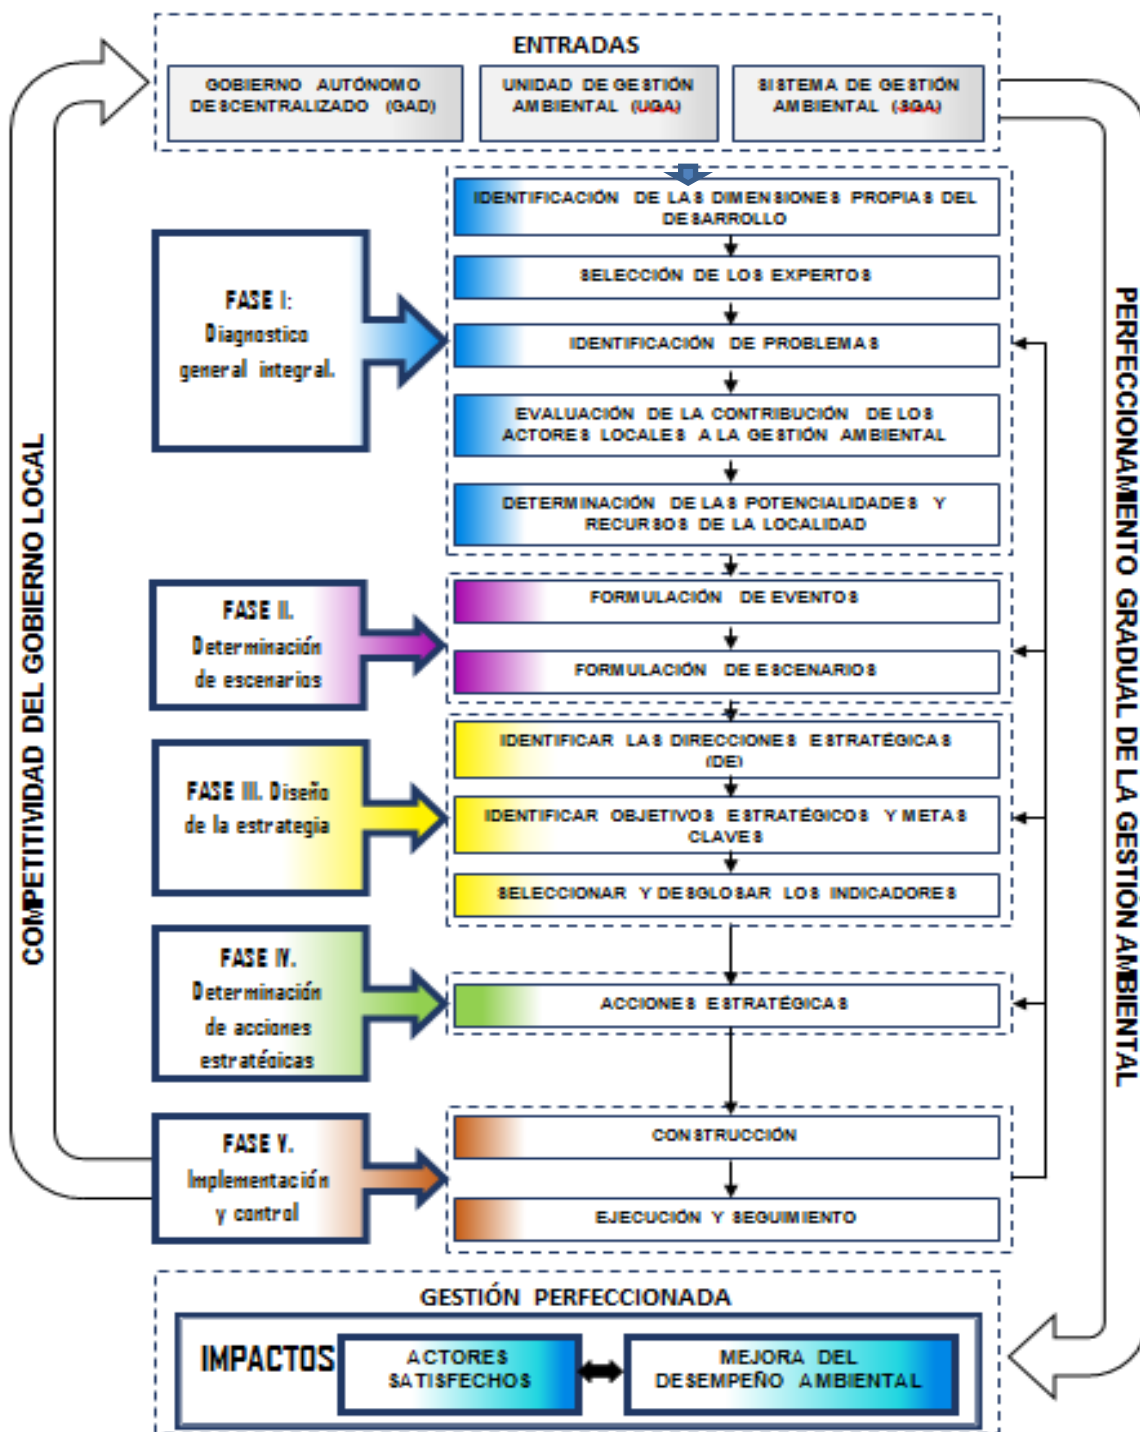 ENTRADAS
GOBIERNO AUTÓNOMO
DESCENTRALIZADO (GAD)
UNIDAD DE GESTIÓN
AMBIENTAL (UGA)
SISTEMA DE GESTIÓN
AMBIENTAL (SGA)
IDENTIFICACIÓN DE LAS DIMENSIONES PROPIAS DEL
DESARROLLO
SELECCIÓN DE LOS EXPERTOS
FASE I:
Diagnostico
general integral.
IDENTIFICACIÓN DE PROBLEMAS
EVALUACIÓN DE LA CONTRIBUCIÓN DE LOS
ACTORES LOCALES A LA GESTIÓN AMBIENTAL
DETERMINACIÓN DE LAS POTENCIALIDADES Y
RECURSOS DE LA LOCALIDAD
FASE II.
Determinación
de escenarios
FORMULACIÓN DE EVENTOS
FORMULACIÓN DE ESCENARIOS
FASE III. Diseño
de la estrategia
IDENTIFICAR LAS DIRECCIONES ESTRATÉGICAS
(DE)
IDENTIFICAR OBJETIVOS ESTRATÉGICOS Y METAS
CLAVES
SELECCIONAR Y DESGLOSAR LOS INDICADORES
FASE IV.
Determinación
de acciones
estratégicas
ACCIONES ESTRATÉGICAS
FASE V.
Implementación
y control
CONSTRUCCIÓN
EJECUCIÓN Y SEGUIMIENTO
COMPETITIVIDAD DEL GOBIERNO LOCAL
PERFECCIONAMIENTO GRADUAL DE LA GESTIÓN AMBIENTAL
GESTIÓN PERFECCIONADA
IMPACTOS
ACTORES
SATISFECHOS
MEJORA DEL
DESEMPEÑO AMBIENTAL